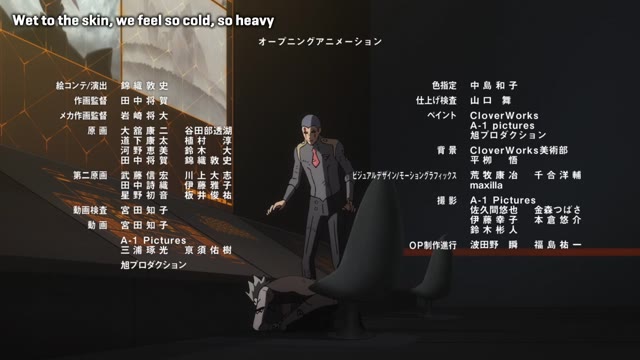 Wet to the skin, we feel so cold, so heavy
オープニングアニメーション
絵コンテ/演出 錦織敦史
作画監督 田中将賀
メカ作画監督 岩崎将大
原画 大舘康二 谷田部透湖
道下康太 植村淳
河野恵美 鈴木大
田中将賀 錦織敦史
第二原画 武藤信宏 川上大志
田中詩織 伊藤雅子
星野初音 板井俊祐
動画検査 宮田知子
動画 宮田知子
A-1 Pictures
三浦琢光 京須佑樹
旭プロダクション
色指定 中島和子
仕上げ検査 山口舞
ペイント CloverWorks
A-1 pictures
旭プロダクション
背景 CloverWorks美術部
平栁悟
ビジュアルデザイン/モーショングラフィックス 荒牧康治 千合洋輔
maxilla
撮影 A-1 Pictures
佐久間悠也 金森つばさ
伊藤幸子 本倉悠介
鈴木彬人
OP制作進行 波田野瞬 福島祐一